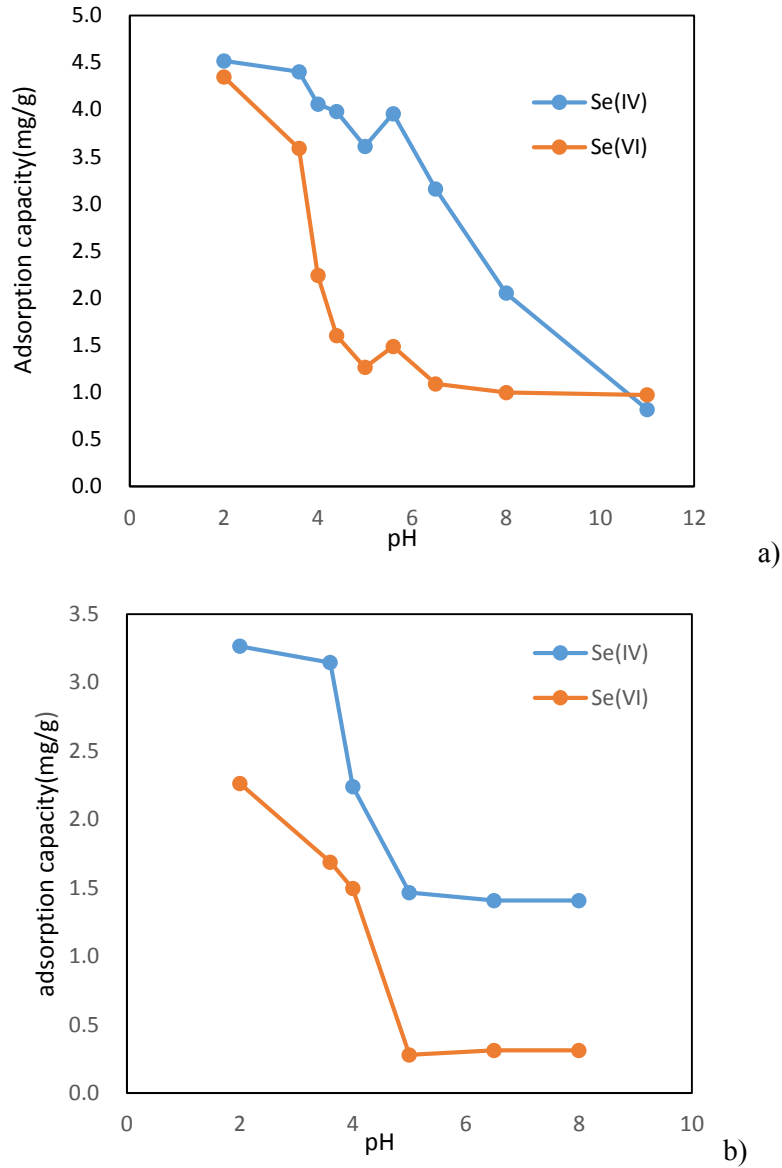 5.0
4.5
4.0
3.5
3.0
2.5
2.0
1.5
1.0
0.5
0.0
Adsorption capacity(mg/g)
Se(IV)
Se(VI)
0 2 4 6 8 10 12
pH
a)
3.5
3.0
2.5
2.0
1.5
1.0
0.5
0.0
adsorption capacity(mg/g)
Se(IV)
Se(VI)
0 2 4 6 8 10
pH
b)